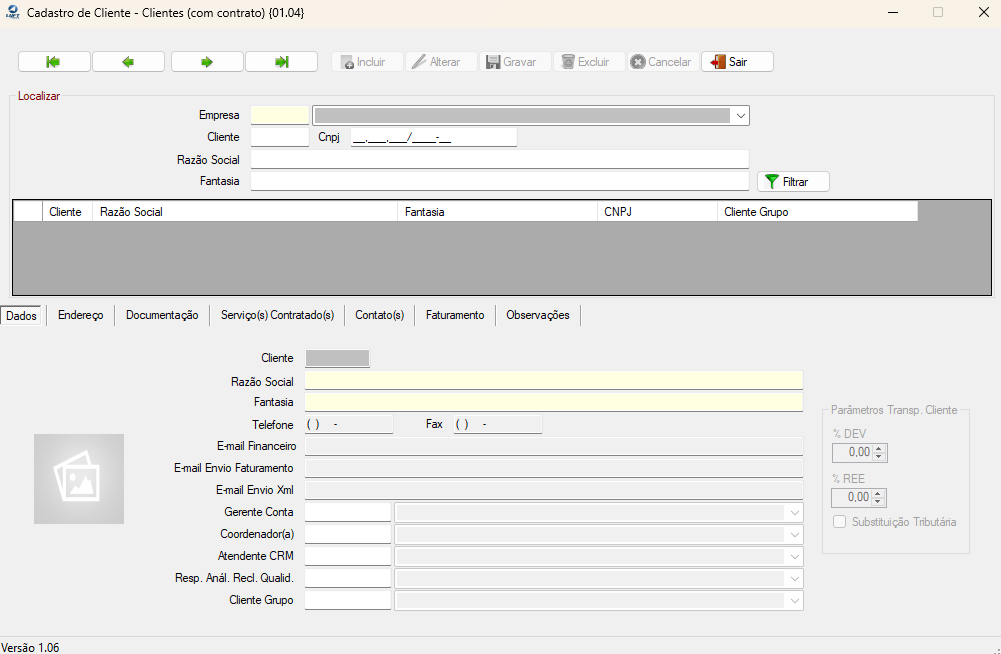 Cadastro de Cliente - Clientes (com contrato) {01.04}
Incluir Alterar Gravar Excluir Cancelar Sair
Localizar
Empresa
Cliente Cnpj __.___.___/____-__
Razão Social
Fantasia Filtrar
Cliente Razão Social Fantasia CNPJ Cliente Grupo
Dados Endereço Documentação Serviço(s) Contratado(s) Contato(s) Faturamento Observações
Cliente
Razão Social
Fantasia
Telefone ( ) - Fax ( ) -
E-mail Financeiro
E-mail Envio Faturamento
E-mail Envio Xml
Gerente Conta
Coordenador(a)
Atendente CRM
Resp. Anál. Recl. Qualid.
Cliente Grupo
Parâmetros Transp. Cliente
% DEV
0,00
% REE
0,00
Substituição Tributária
Versão 1.06